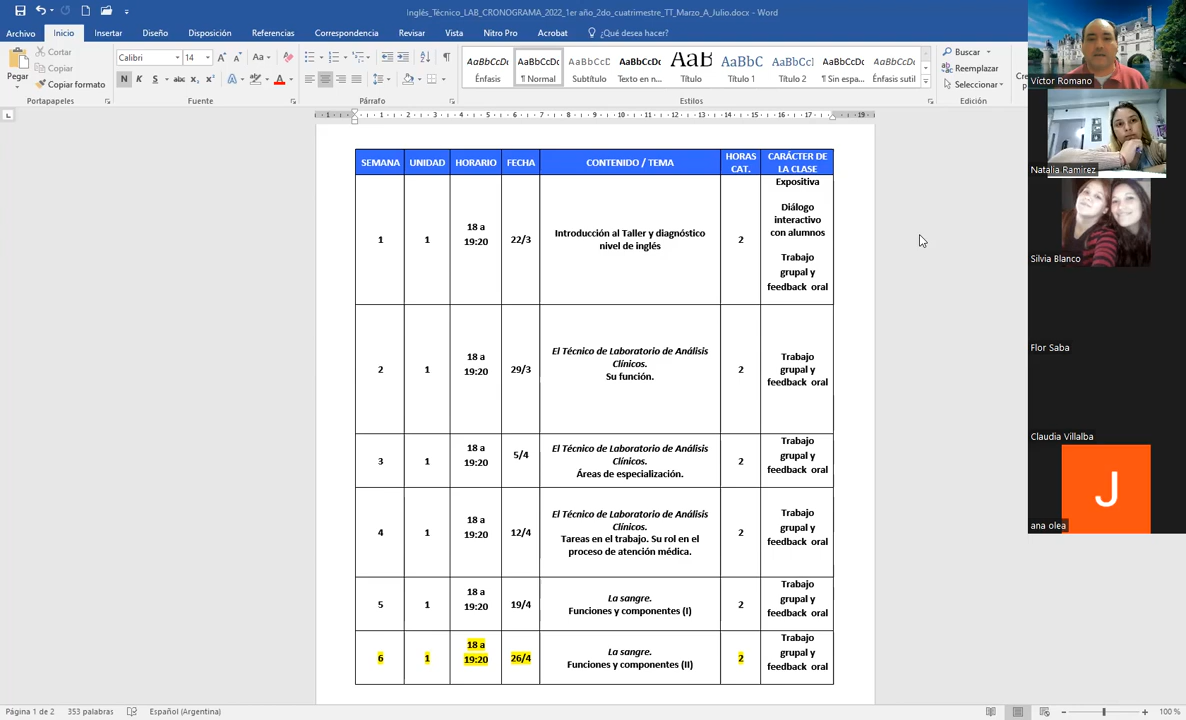 Inglés_Técnico_LAB_CRONOGRAMA_2022_1er año_2do_cuatrimestre_TT_Marzo_A_Julio.docx - Word
Archivo Inicio Insertar Diseño Disposición Referencias Correspondencia Revisar Vista Nitro Pro Acrobat ¿Qué desea hacer?
Pegar
Cortar
Copiar
Copiar formato
Portapapeles
Calibri 14
Aa
N K S abc x₂ x²
A A
Fuente
Párrafo
AaBbCcDc AaBbCcDc AaBbCcD AaBbCcDc AaB AaBbC AaBbCcC AaBbCcDc AaBbCcDc
Énfasis ¶ Normal Subtítulo Texto en n... Título Título 1 Título 2 ¶ Sin espa... Énfasis sutil
Estilos
Buscar
Reemplazar
Seleccionar
Edición
SEMANA UNIDAD HORARIO FECHA CONTENIDO / TEMA HORAS CAT. CARÁCTER DE LA CLASE
1 1 18 a 19:20 22/3 Introducción al Taller y diagnóstico nivel de inglés 2 Expositiva Diálogo interactivo con alumnos Trabajo grupal y feedback oral
2 1 18 a 19:20 29/3 El Técnico de Laboratorio de Análisis Clínicos. Su función. 2 Trabajo grupal y feedback oral
3 1 18 a 19:20 5/4 El Técnico de Laboratorio de Análisis Clínicos. Áreas de especialización. 2 Trabajo grupal y feedback oral
4 1 18 a 19:20 12/4 El Técnico de Laboratorio de Análisis Clínicos. Tareas en el trabajo. Su rol en el proceso de atención médica. 2 Trabajo grupal y feedback oral
5 1 18 a 19:20 19/4 La sangre. Funciones y componentes (I) 2 Trabajo grupal y feedback oral
6 1 18 a 19:20 26/4 La sangre. Funciones y componentes (II) 2 Trabajo grupal y feedback oral
Página 1 de 2 353 palabras Español (Argentina) 100 %
Víctor Romano
Natalia Ramirez
Silvia Blanco
Flor Saba
Claudia Villalba
J
ana olea